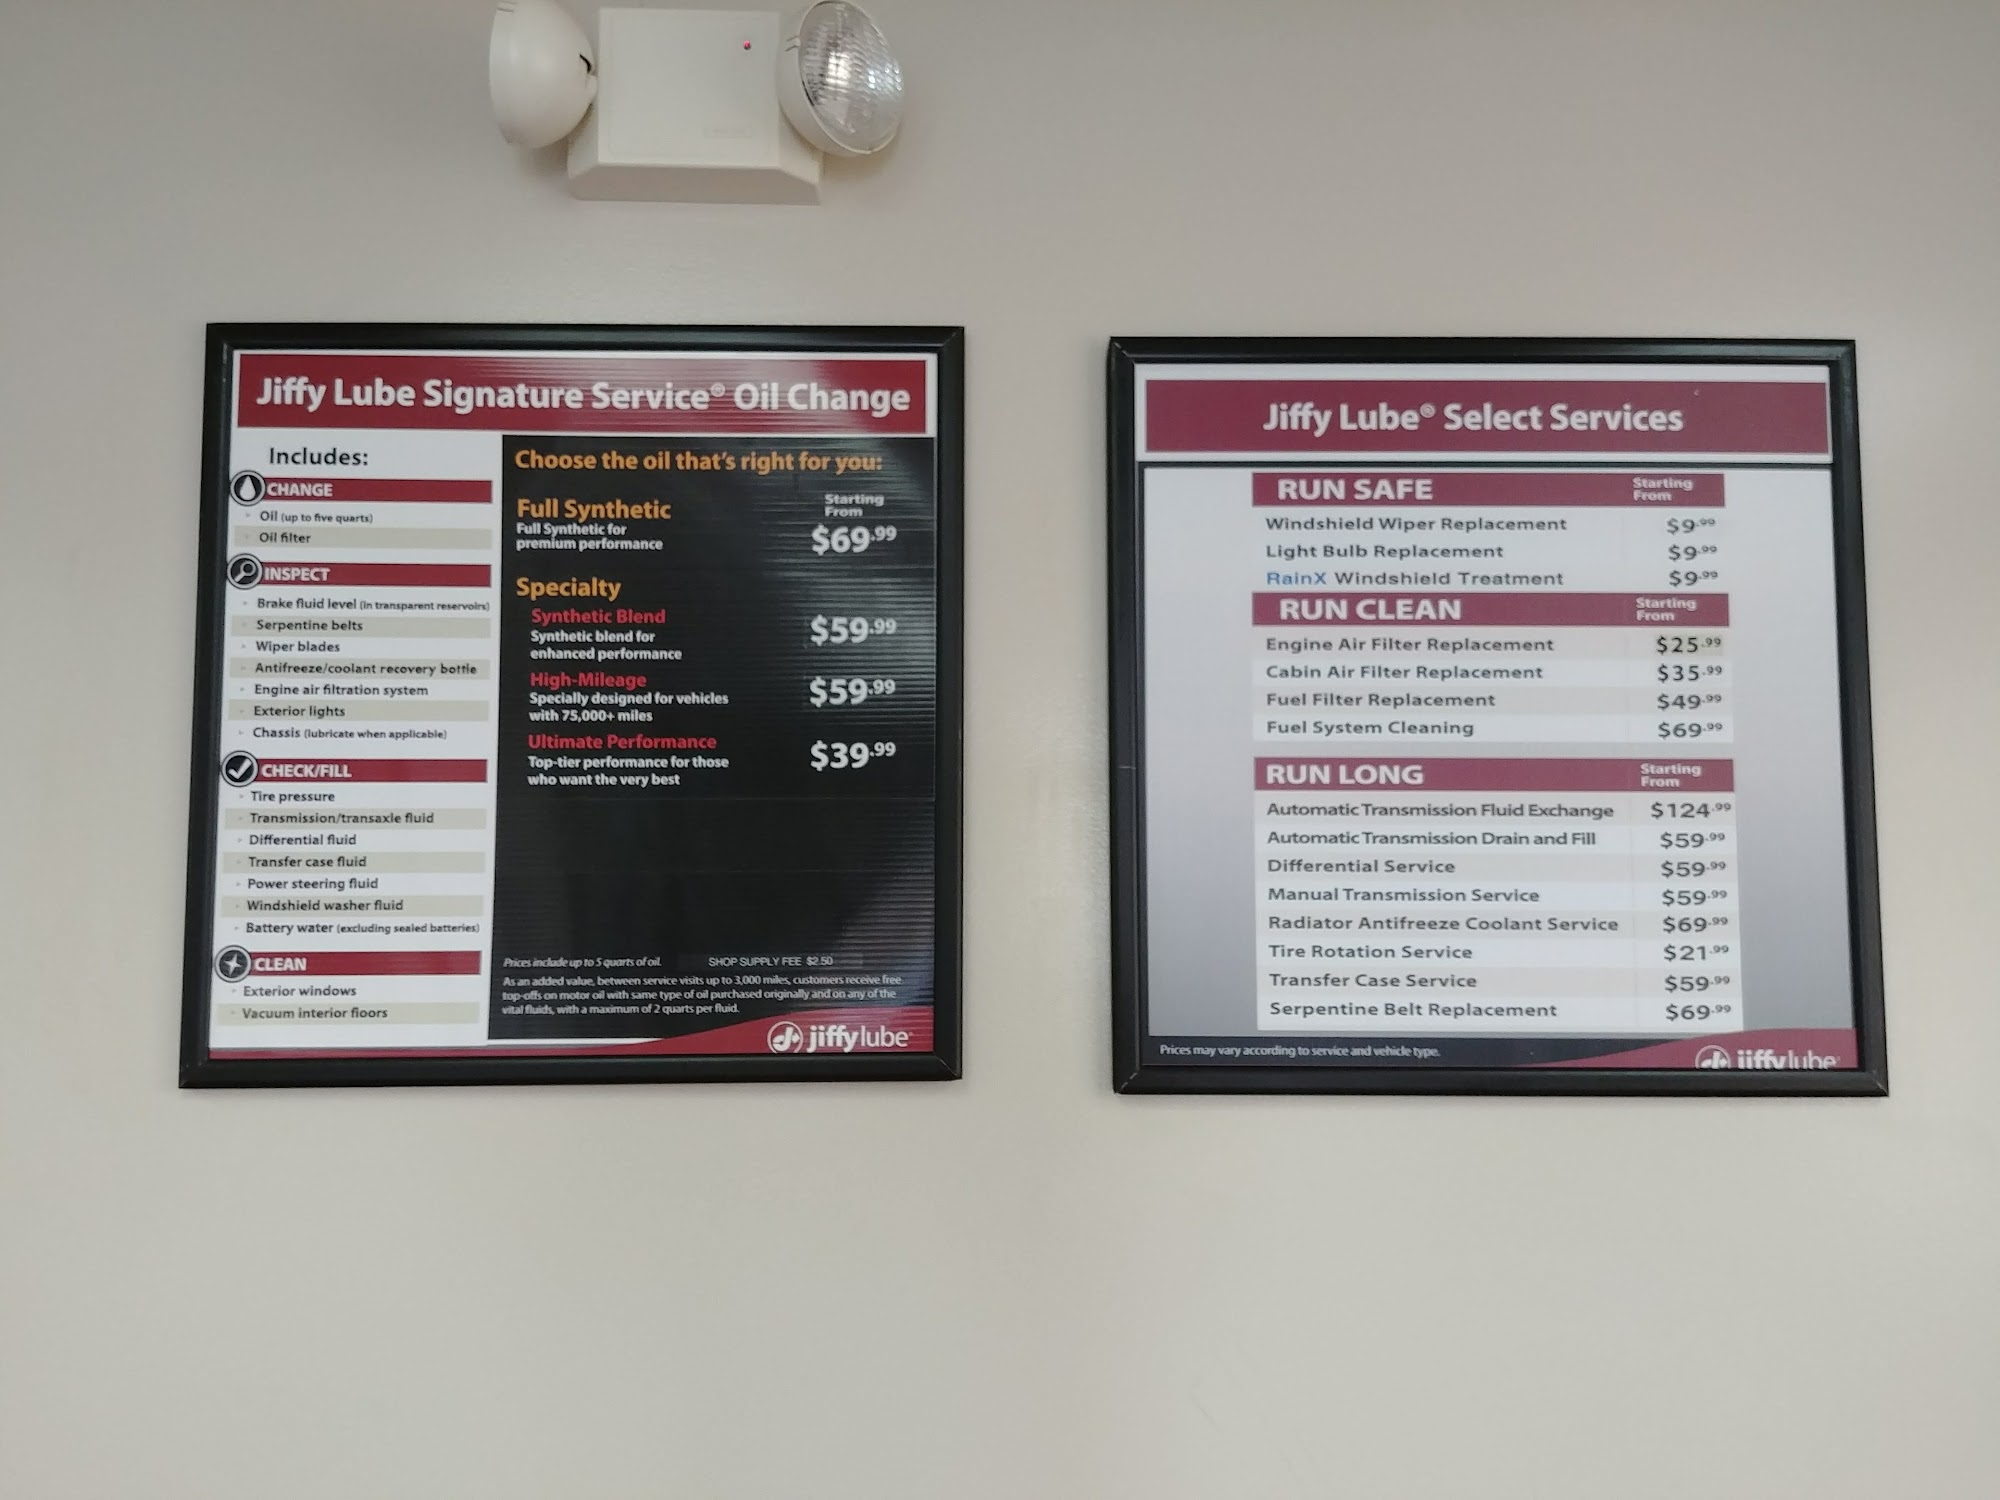 Jiffy Lube Signature Service® Oil Change
Includes:
CHANGE
Oil (up to five quarts)
Oil filter
INSPECT
Brake fluid level (in transparent reservoirs)
Serpentine belts
Wiper blades
Antifreeze/coolant recovery bottle
Engine air filtration system
Exterior lights
Chassis (lubricate when applicable)
CHECK/FILL
Tire pressure
Transmission/transaxle fluid
Differential fluid
Transfer case fluid
Power steering fluid
Windshield washer fluid
Battery water (excluding sealed batteries)
CLEAN
Exterior windows
Vacuum interior floors
Choose the oil that's right for you:
Starting
From
Full Synthetic
Full Synthetic for
premium performance
$69.99
Specialty
Synthetic Blend
Synthetic blend for
enhanced performance
$59.99
High-Mileage
Specially designed for vehicles
with 75,000+ miles
$59.99
Ultimate Performance
Top-tier performance for those
who want the very best
$39.99
Prices include up to 5 quarts of oil. SHOP SUPPLY FEE $2.50
As an added value, between service visits up to 3,000 miles, customers receive free
top-offs on motor oil with same type of oil purchased originally and on any of the
vital fluids, with a maximum of 2 quarts per fluid.
jiffylube
Jiffy Lube® Select Services
RUN SAFE Starting From
Windshield Wiper Replacement $9.99
Light Bulb Replacement $9.99
RainX Windshield Treatment $9.99
RUN CLEAN Starting From
Engine Air Filter Replacement $25.99
Cabin Air Filter Replacement $35.99
Fuel Filter Replacement $49.99
Fuel System Cleaning $69.99
RUN LONG Starting From
Automatic Transmission Fluid Exchange $124.99
Automatic Transmission Drain and Fill $59.99
Differential Service $59.99
Manual Transmission Service $59.99
Radiator Antifreeze Coolant Service $69.99
Tire Rotation Service $21.99
Transfer Case Service $59.99
Serpentine Belt Replacement $69.99
Prices may vary according to service and vehicle type.
jiffylube